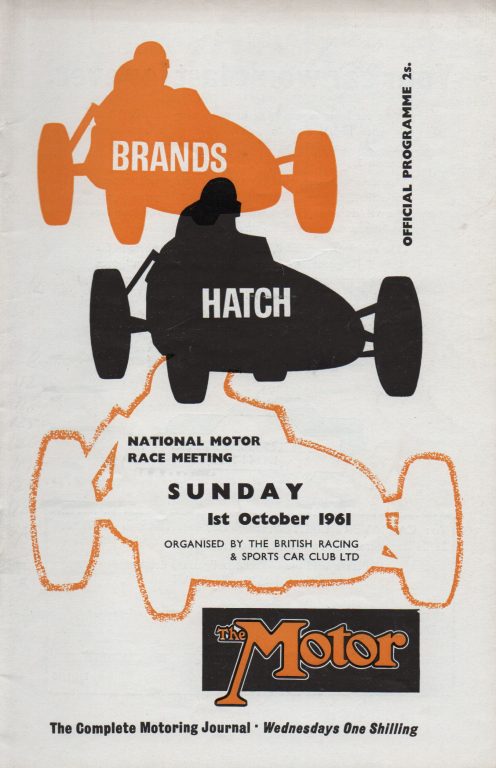 BRANDS
OFFICIAL PROGRAMME 2s.
HATCH
NATIONAL MOTOR
RACE MEETING
SUNDAY
1st October 1961
ORGANISED BY THE BRITISH RACING
& SPORTS CAR CLUB LTD
The Motor
The Complete Motoring Journal · Wednesdays One Shilling